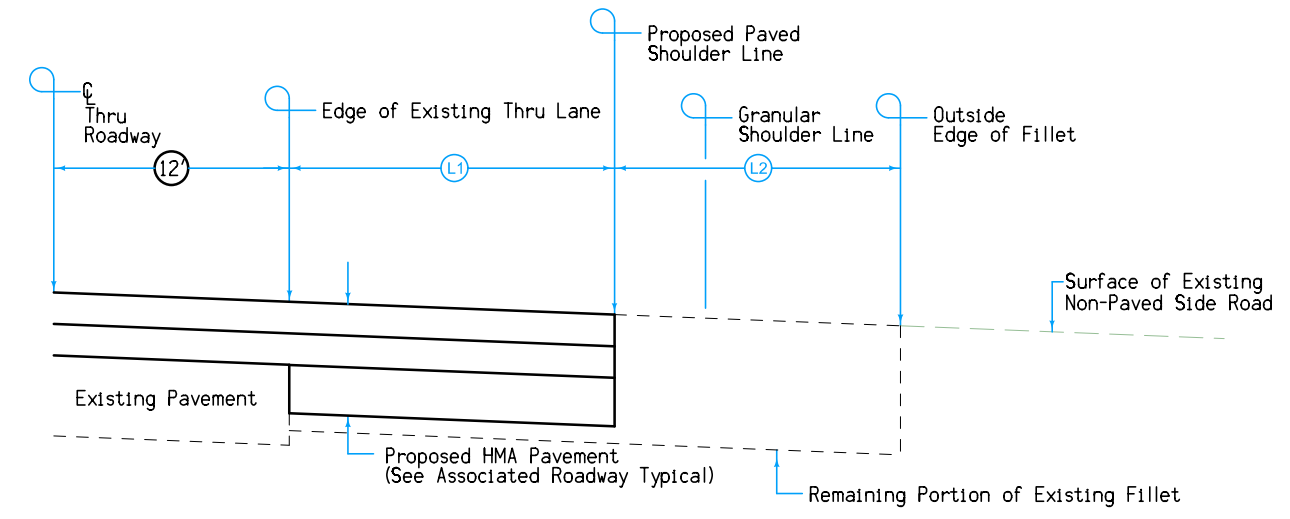 Proposed Paved
Shoulder Line
℄
Thru
Roadway
Edge of Existing Thru Lane
Granular
Shoulder Line
Outside
Edge of Fillet
12'
L1
L2
Surface of Existing
Non-Paved Side Road
Existing Pavement
Proposed HMA Pavement
(See Associated Roadway Typical)
Remaining Portion of Existing Fillet